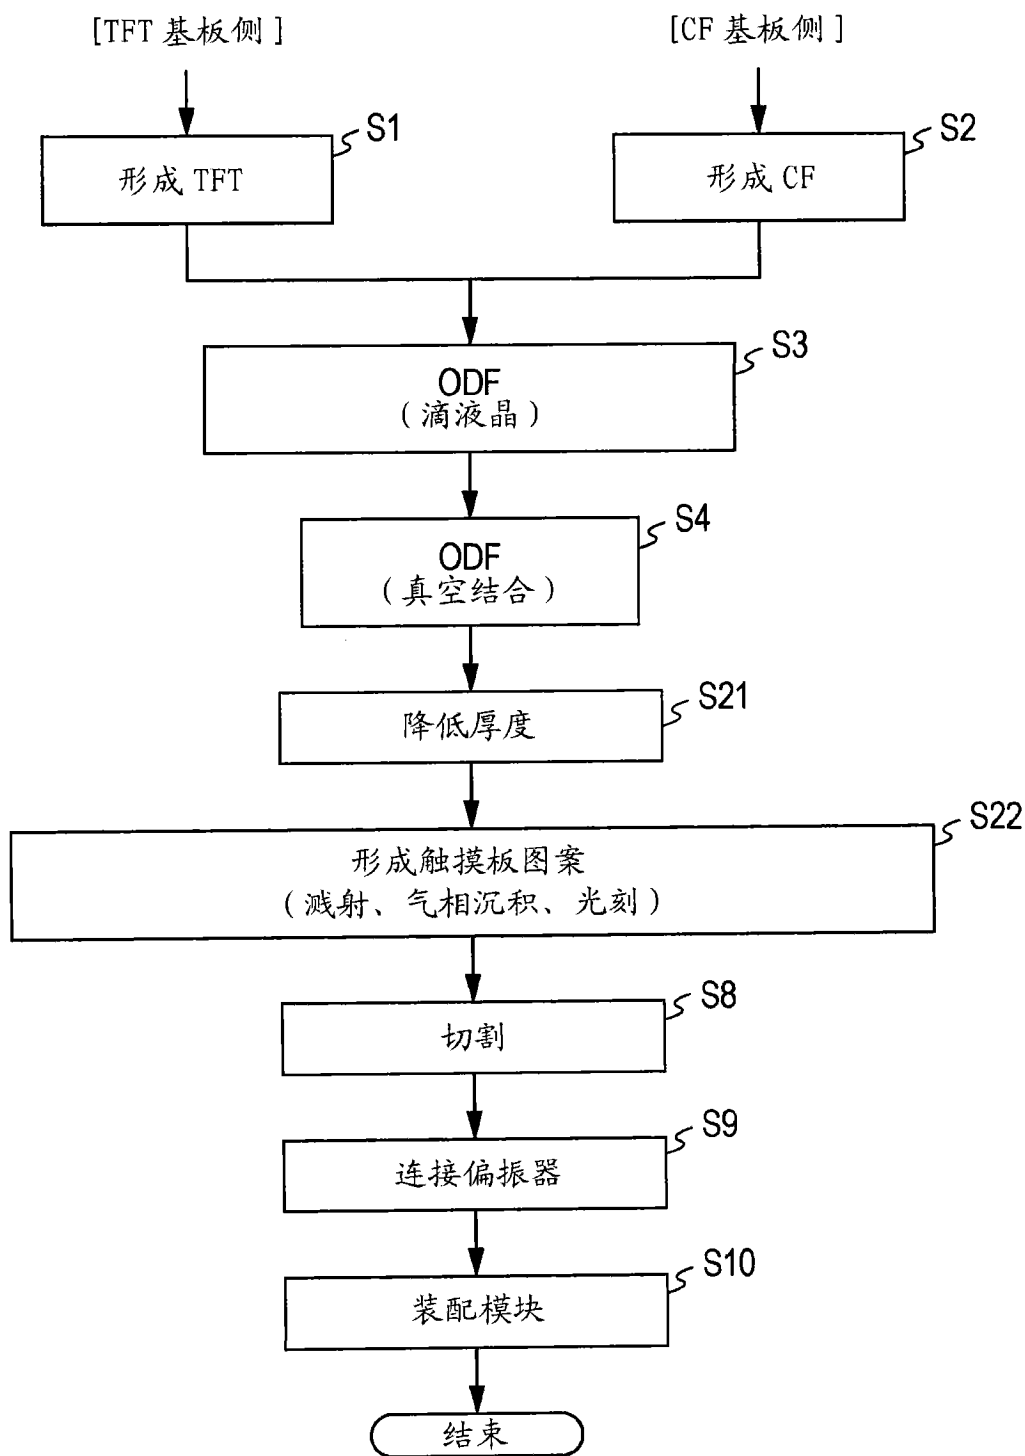 [TFT 基板侧]
[CF 基板侧]
S1
形成 TFT
S2
形成 CF
S3
ODF
(滴液晶)
S4
ODF
(真空结合)
S21
降低厚度
S22
形成触摸板图案
(溅射、气相沉积、光刻)
S8
切割
S9
连接偏振器
S10
装配模块
结束